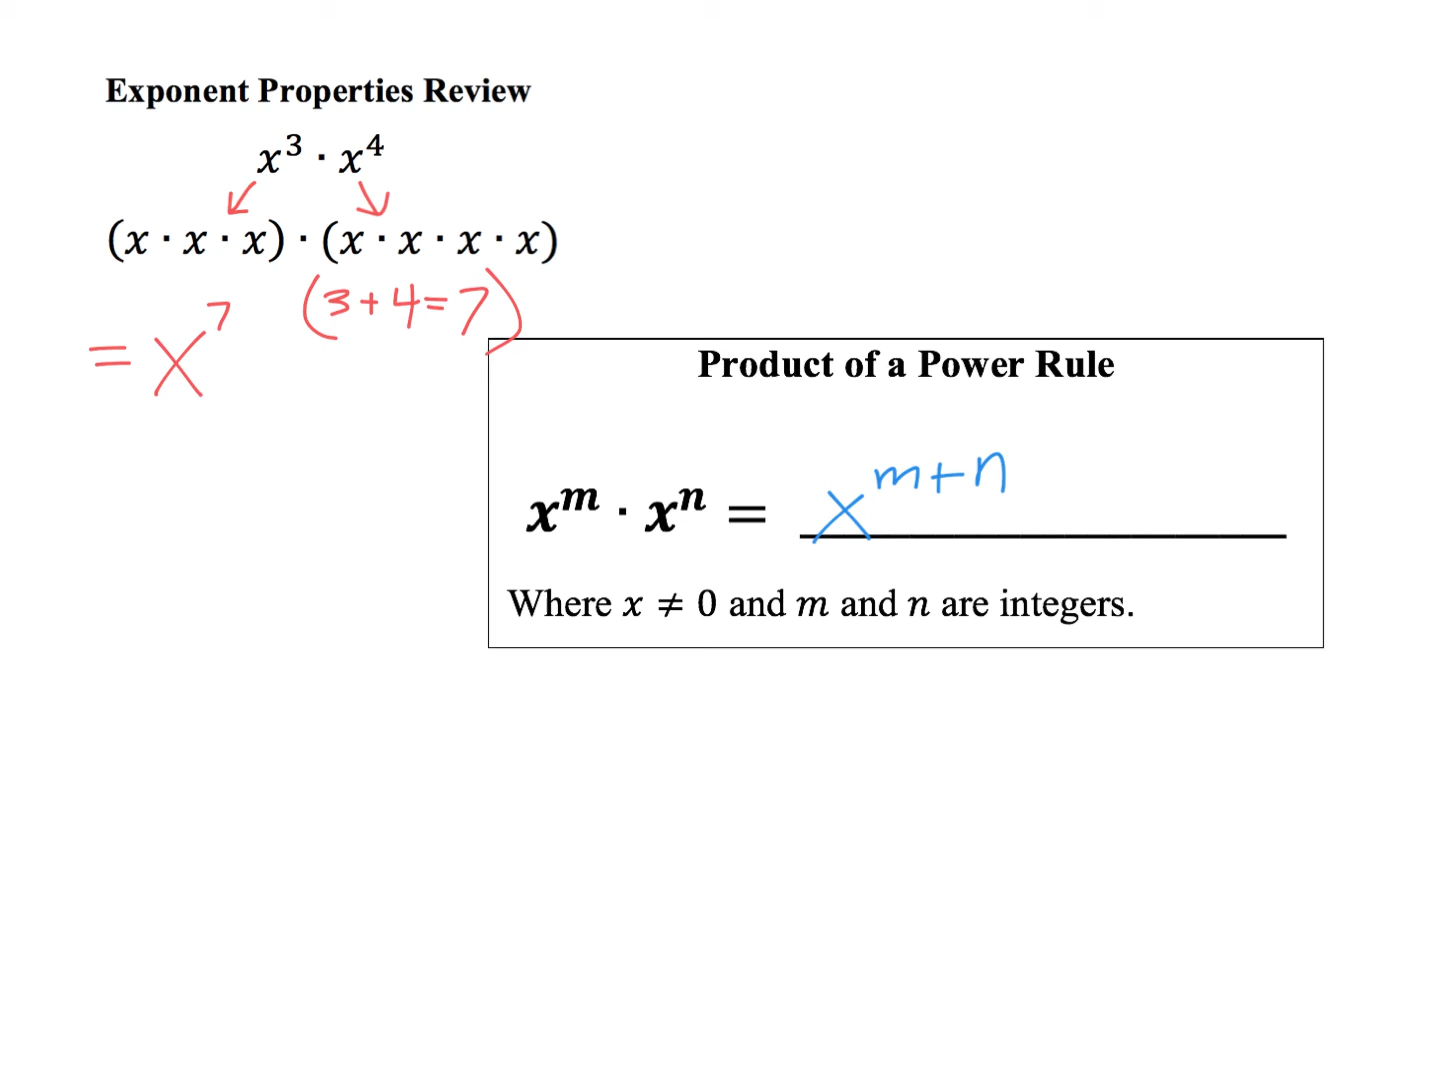 Exponent Properties Review
x³ · x⁴
(x · x · x) · (x · x · x · x)
= x⁷ (3+4=7)
Product of a Power Rule
xᵐ · xⁿ = x^{m+n}
Where x ≠ 0 and m and n are integers.